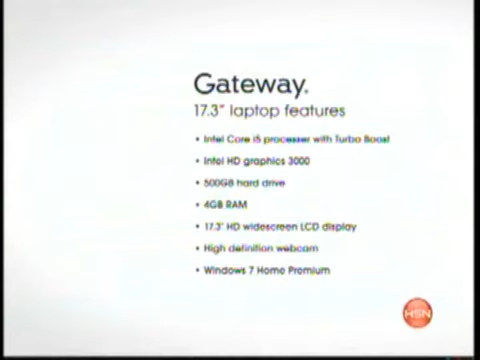 Gateway.
17.3" laptop features
• Intel Core i5 processer with Turbo Boost
• Intel HD graphics 3000
• 500GB hard drive
• 4GB RAM
• 17.3" HD widescreen LCD display
• High definition webcam
• Windows 7 Home Premium
HSN